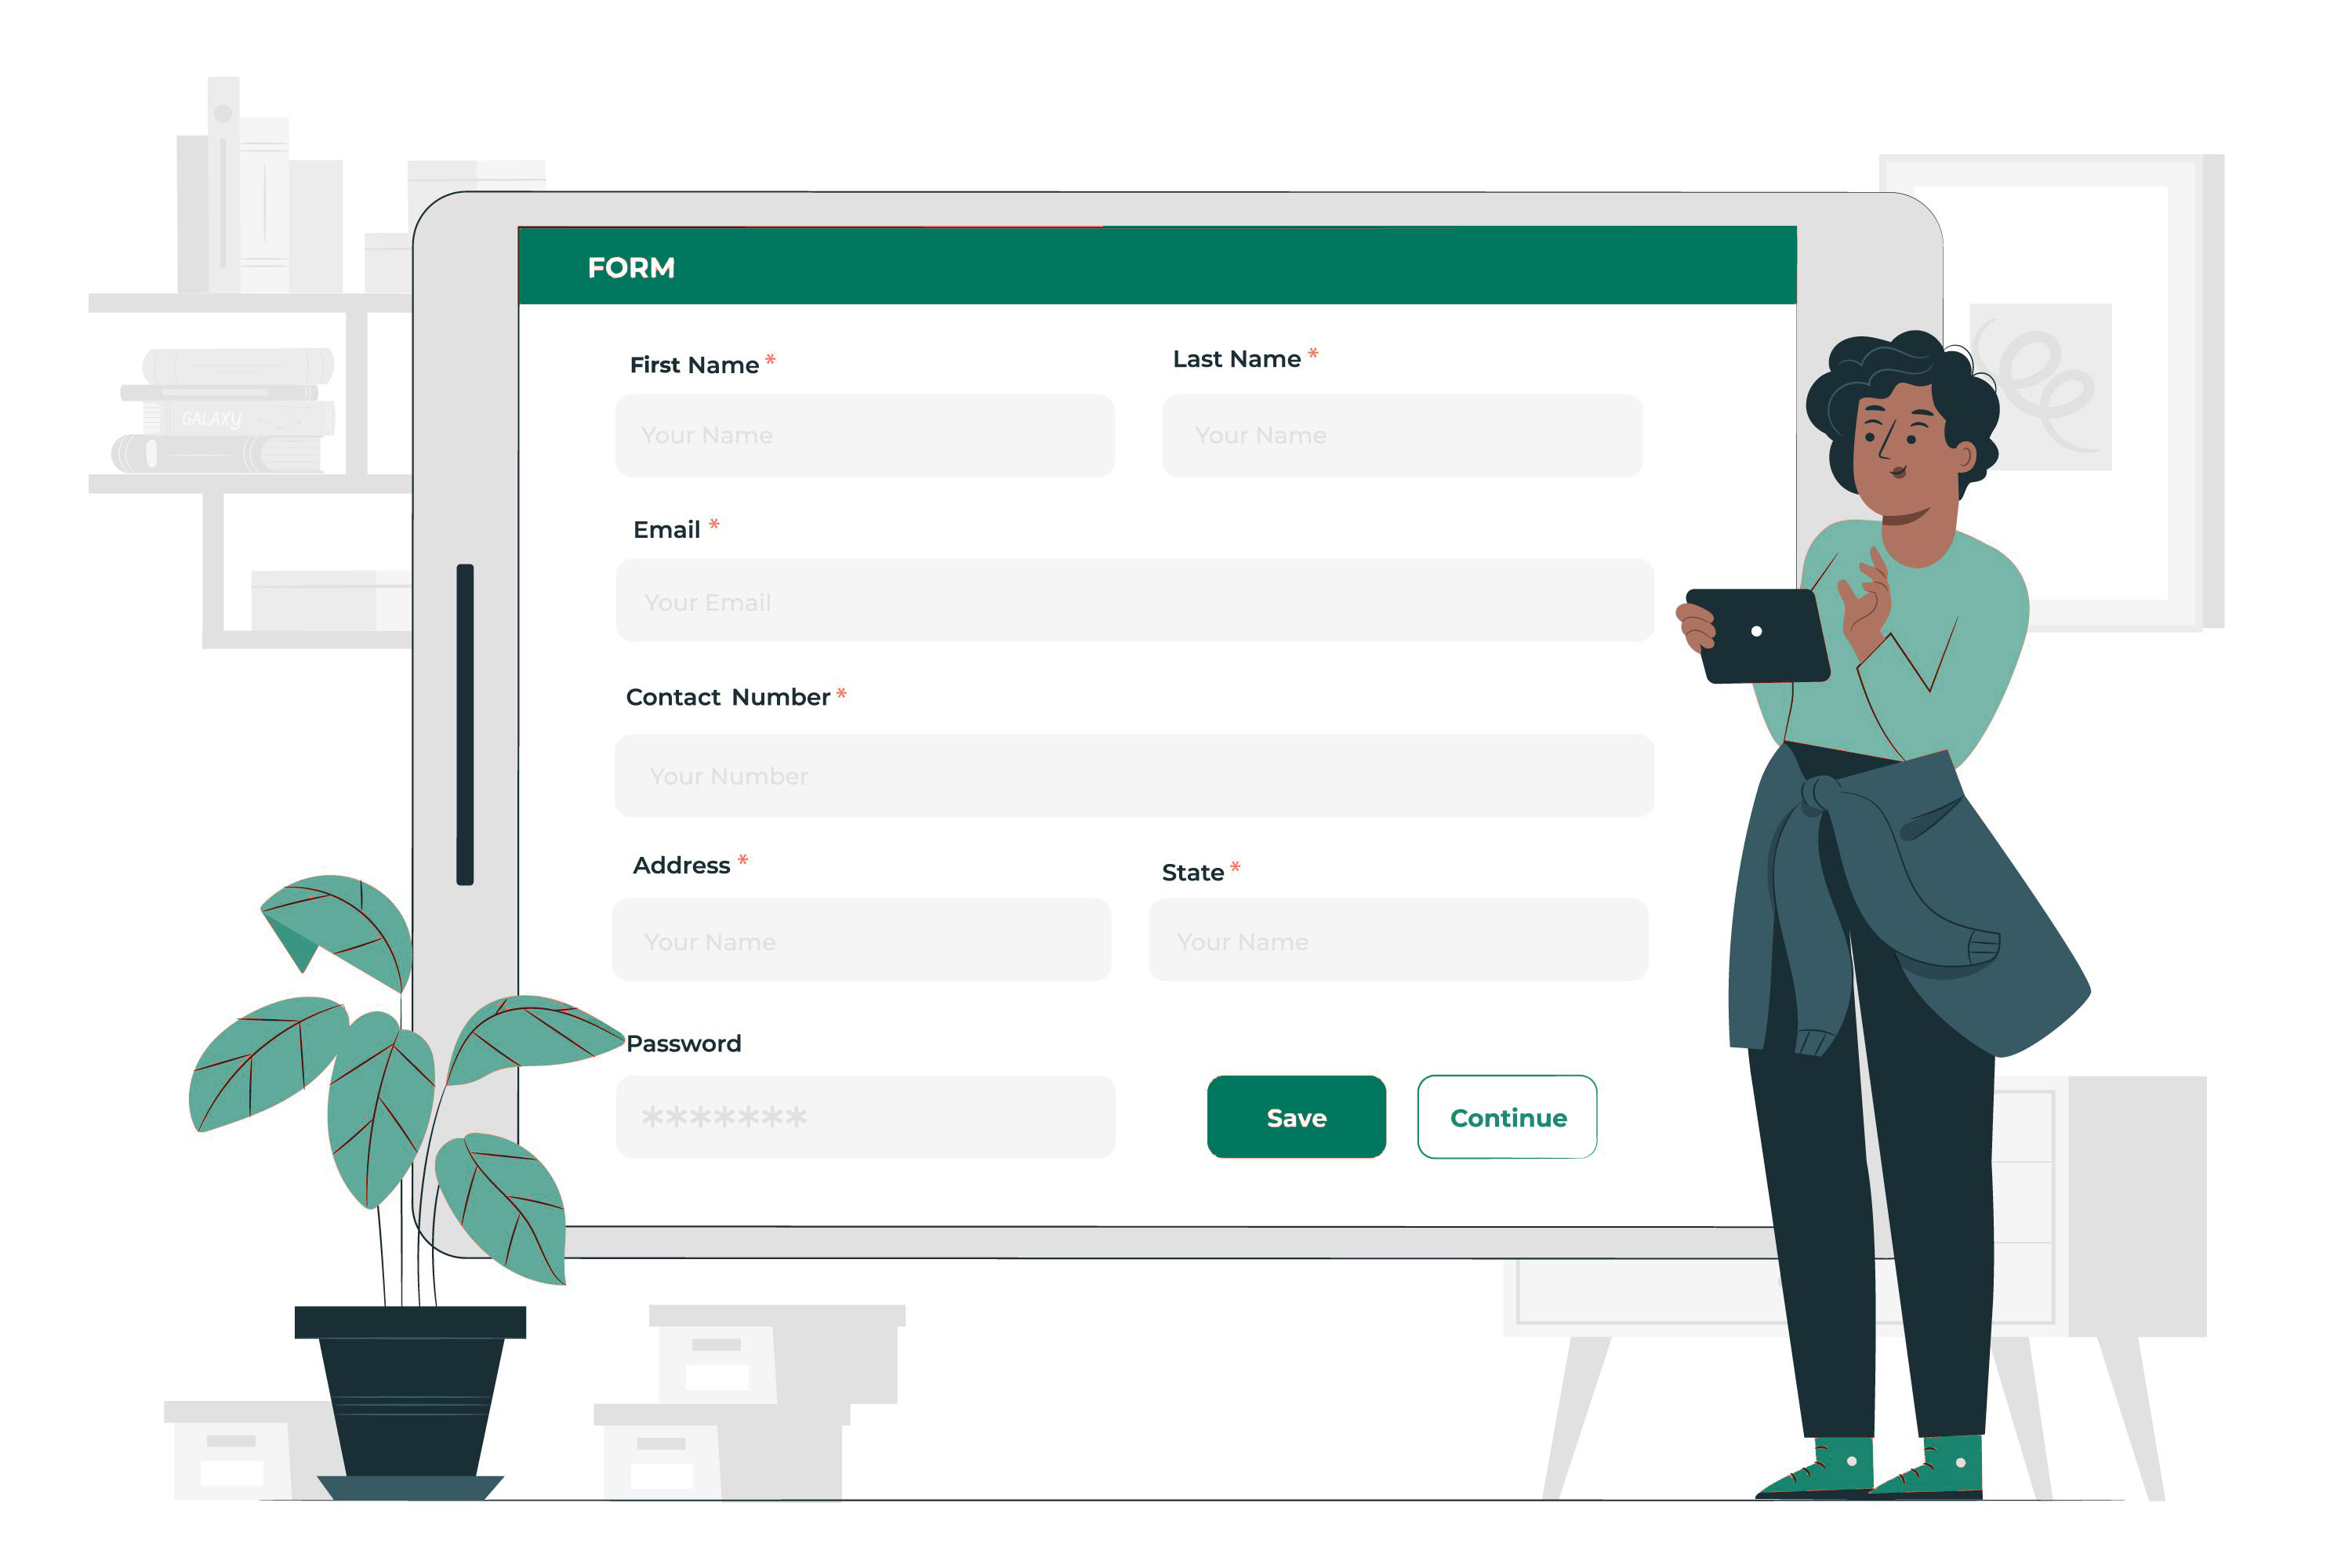 FORM
First Name *
Last Name *
Your Name
Your Name
Email *
Your Email
Contact Number *
Your Number
Address *
State *
Your Name
Your Name
Password
*******
Save
Continue
GALAXY